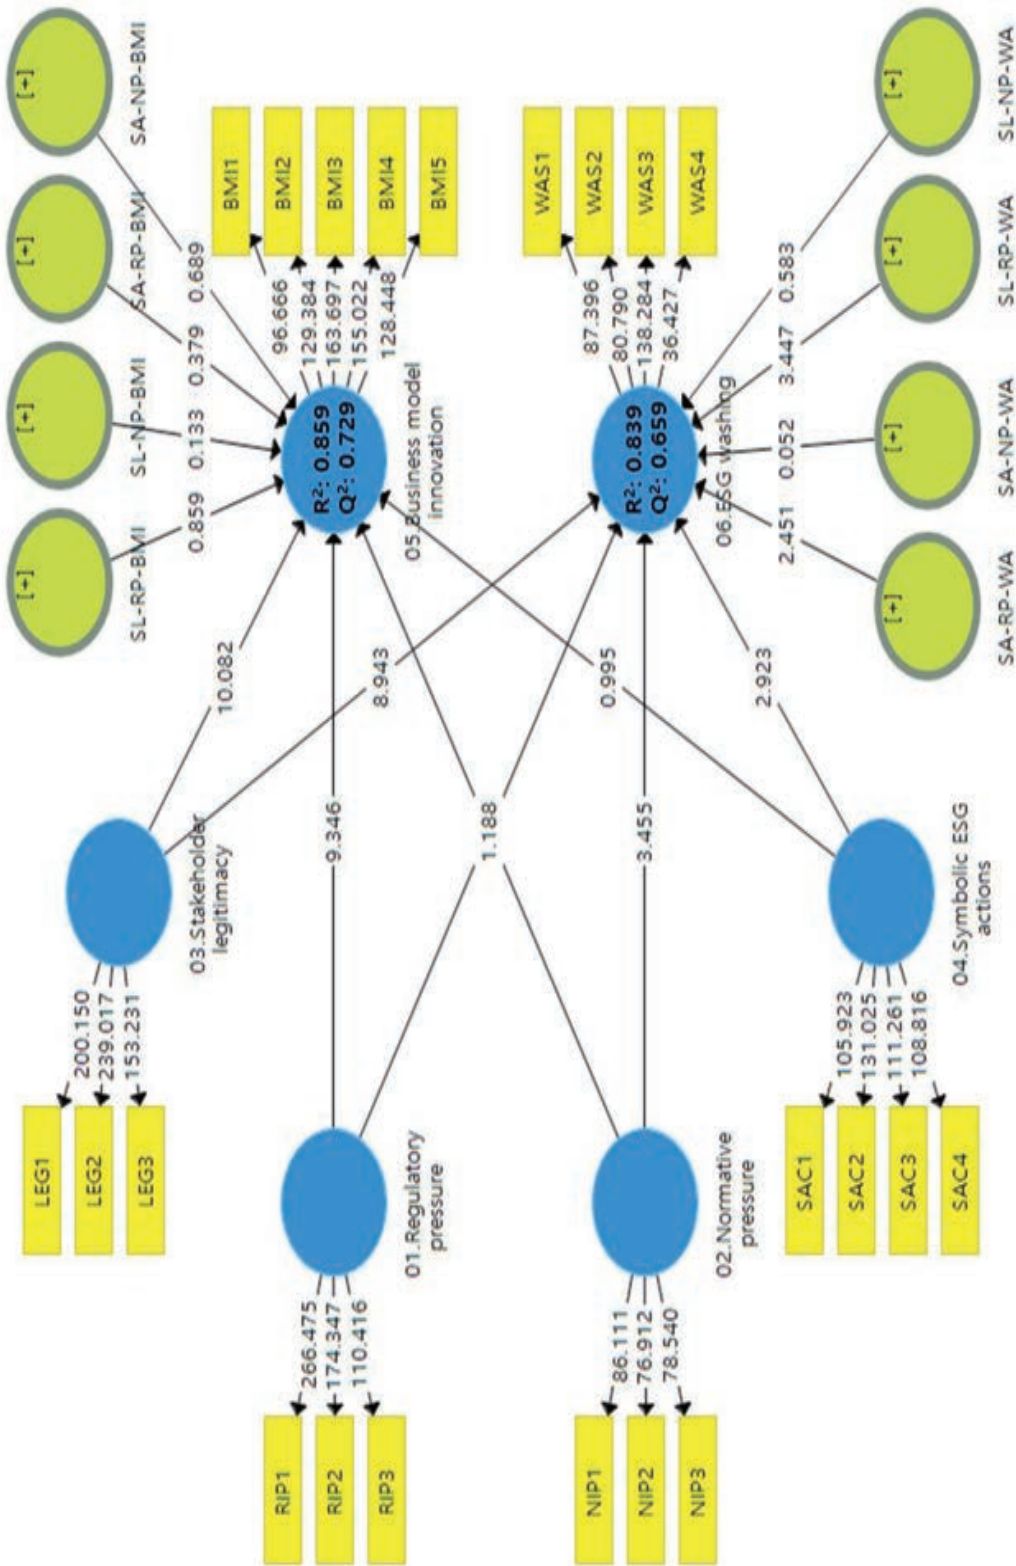 [+]
[+]
[+]
[+]
SL-RP-BMI
SL-NP-BMI
SA-RP-BMI
SA-NP-BMI
0.859
0.133
0.379
0.689
LEG1
LEG2
LEG3
200.150
239.017
153.231
03.Stakeholder
legitimacy
10.082
8.943
BMI1
BMI2
BMI3
BMI4
BMI5
96.666
129.384
163.697
155.022
128.448
R²: 0.859
Q²: 0.729
05.Business model
innovation
RIP1
RIP2
RIP3
266.475
174.347
110.416
01.Regulatory
pressure
9.346
1.188
NIP1
NIP2
NIP3
86.111
76.912
78.540
02.Normative
pressure
3.455
0.995
2.923
WAS1
WAS2
WAS3
WAS4
87.396
80.790
138.284
36.427
R²: 0.839
Q²: 0.659
06.ESG washing
SAC1
SAC2
SAC3
SAC4
105.923
131.025
111.261
108.816
04.Symbolic ESG
actions
2.451
0.052
3.447
0.583
[+]
[+]
[+]
[+]
SA-RP-WA
SA-NP-WA
SL-RP-WA
SL-NP-WA